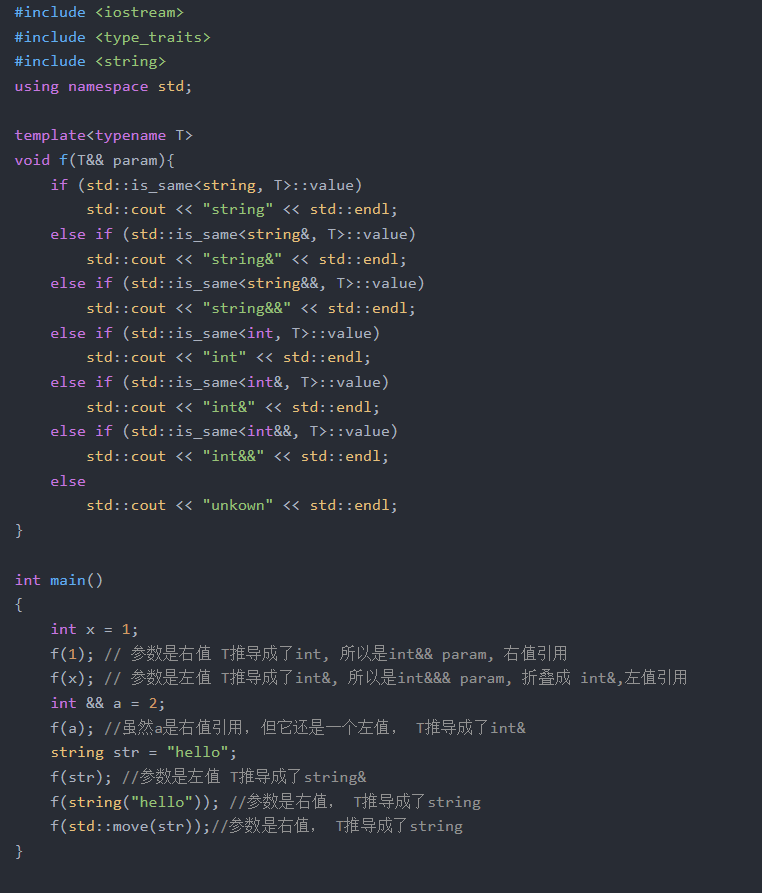 #include <iostream>
#include <type_traits>
#include <string>
using namespace std;

template<typename T>
void f(T&& param){
    if (std::is_same<string, T>::value)
        std::cout << "string" << std::endl;
    else if (std::is_same<string&, T>::value)
        std::cout << "string&" << std::endl;
    else if (std::is_same<string&&, T>::value)
        std::cout << "string&&" << std::endl;
    else if (std::is_same<int, T>::value)
        std::cout << "int" << std::endl;
    else if (std::is_same<int&, T>::value)
        std::cout << "int&" << std::endl;
    else if (std::is_same<int&&, T>::value)
        std::cout << "int&&" << std::endl;
    else
        std::cout << "unkown" << std::endl;
}

int main()
{
    int x = 1;
    f(1); // 参数是右值 T推导成了int, 所以是int&& param, 右值引用
    f(x); // 参数是左值 T推导成了int&, 所以是int&&& param, 折叠成 int&,左值引用
    int && a = 2;
    f(a); //虽然a是右值引用，但它还是一个左值， T推导成了int&
    string str = "hello";
    f(str); //参数是左值 T推导成了string&
    f(string("hello")); //参数是右值， T推导成了string
    f(std::move(str));//参数是右值， T推导成了string
}